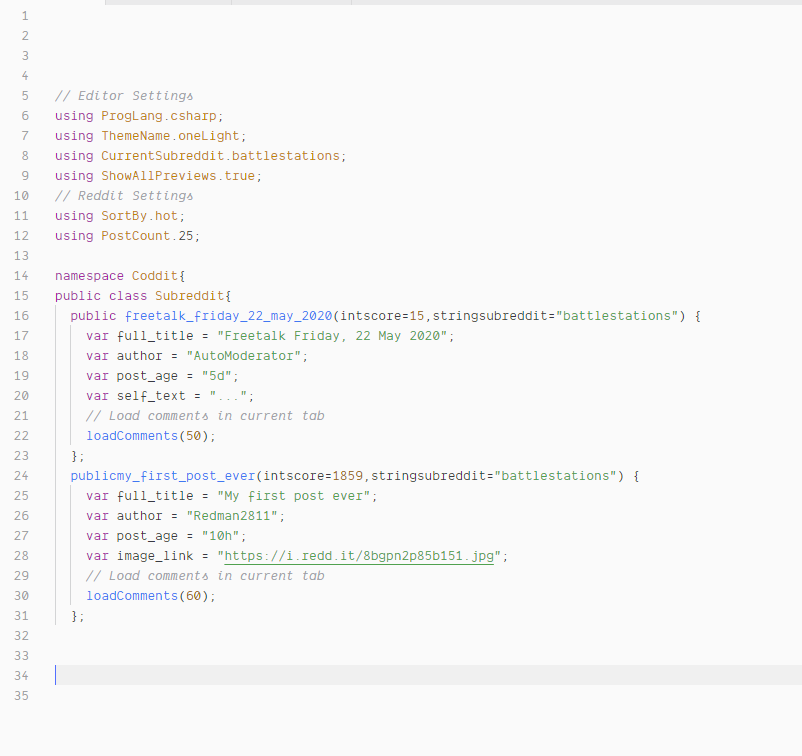 1
2
3
4
5 // Editor Settings
6 using ProgLang.csharp;
7 using ThemeName.oneLight;
8 using CurrentSubreddit.battlestations;
9 using ShowAllPreviews.true;
10 // Reddit Settings
11 using SortBy.hot;
12 using PostCount.25;
13
14 namespace Coddit{
15 public class Subreddit{
16 public freetalk_friday_22_may_2020(intscore=15,stringsubreddit="battlestations") {
17 var full_title = "Freetalk Friday, 22 May 2020";
18 var author = "AutoModerator";
19 var post_age = "5d";
20 var self_text = "...";
21 // Load comments in current tab
22 loadComments(50);
23 };
24 publicmy_first_post_ever(intscore=1859,stringsubreddit="battlestations") {
25 var full_title = "My first post ever";
26 var author = "Redman2811";
27 var post_age = "10h";
28 var image_link = "https://i.redd.it/8bgpn2p85b151.jpg";
29 // Load comments in current tab
30 loadComments(60);
31 };
32
33
34
35